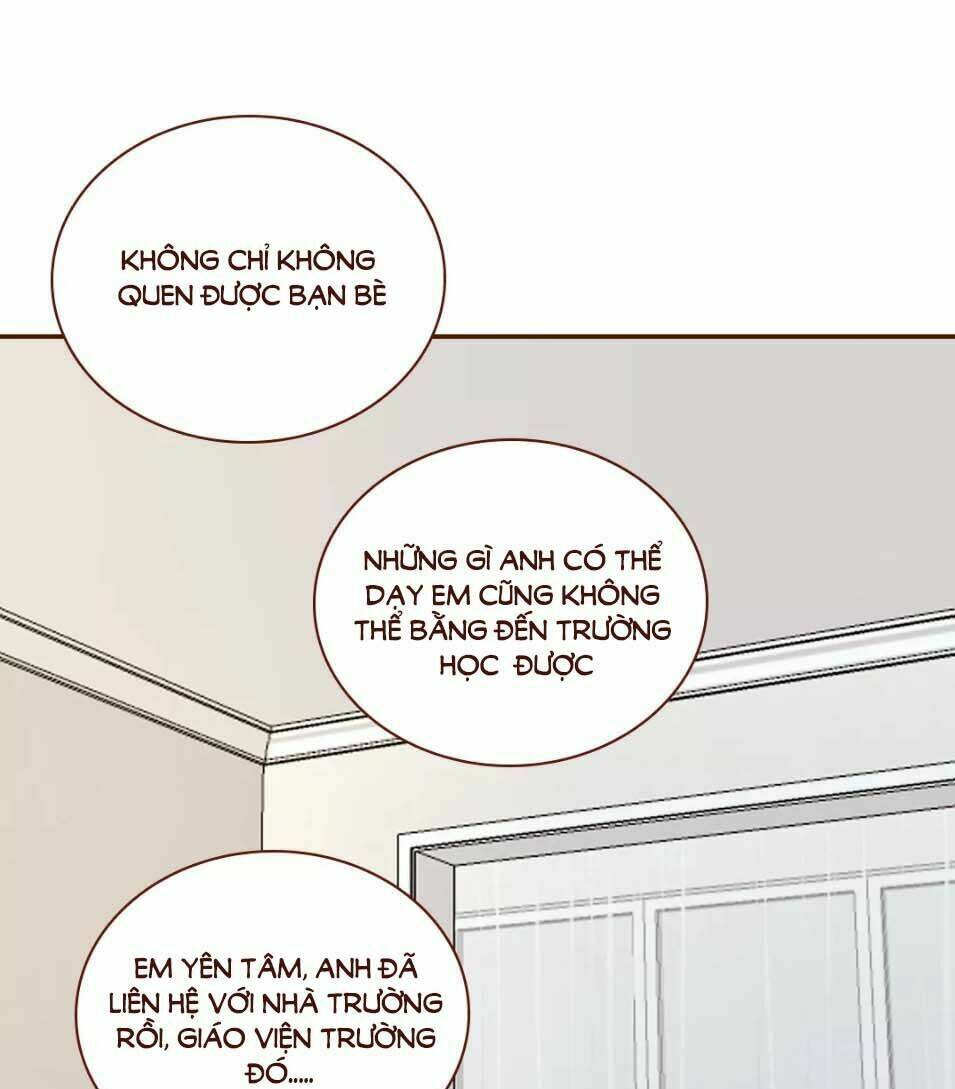 KHÔNG CHỈ KHÔNG
QUEN ĐƯỢC BẠN BÈ
NHỮNG GÌ ANH CÓ THỂ
DẠY EM CŨNG KHÔNG
THỂ BẰNG ĐẾN TRƯỜNG
HỌC ĐƯỢC
EM YÊN TÂM, ANH ĐÃ
LIÊN HỆ VỚI NHÀ TRƯỜNG
RỒI, GIÁO VIỆN TRƯỜNG
ĐÓ.....